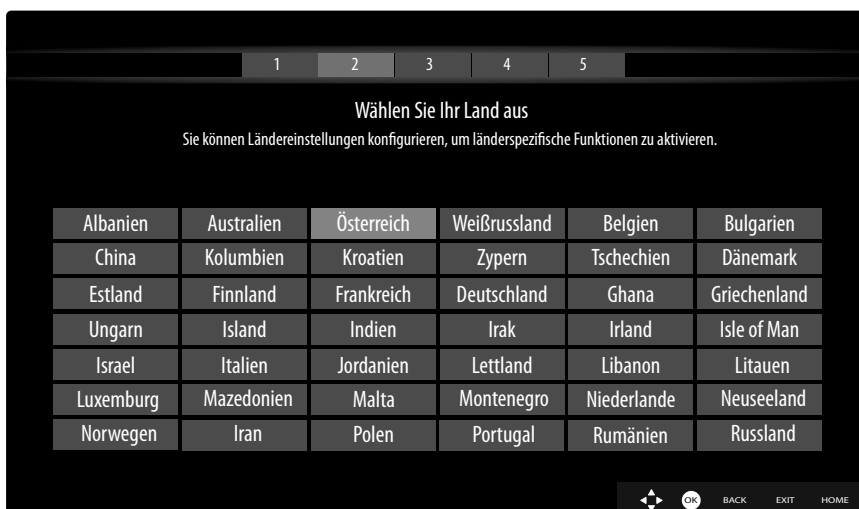 1 2 3 4 5
Wählen Sie Ihr Land aus
Sie können Ländereinstellungen konfigurieren, um länderspezifische Funktionen zu aktivieren.
Albanien Australien Österreich Weißrussland Belgien Bulgarien
China Kolumbien Kroatien Zypern Tschechien Dänemark
Estland Finnland Frankreich Deutschland Ghana Griechenland
Ungarn Island Indien Irak Irland Isle of Man
Israel Italien Jordanien Lettland Libanon Litauen
Luxemburg Mazedonien Malta Montenegro Niederlande Neuseeland
Norwegen Iran Polen Portugal Rumänien Russland
OK BACK EXIT HOME